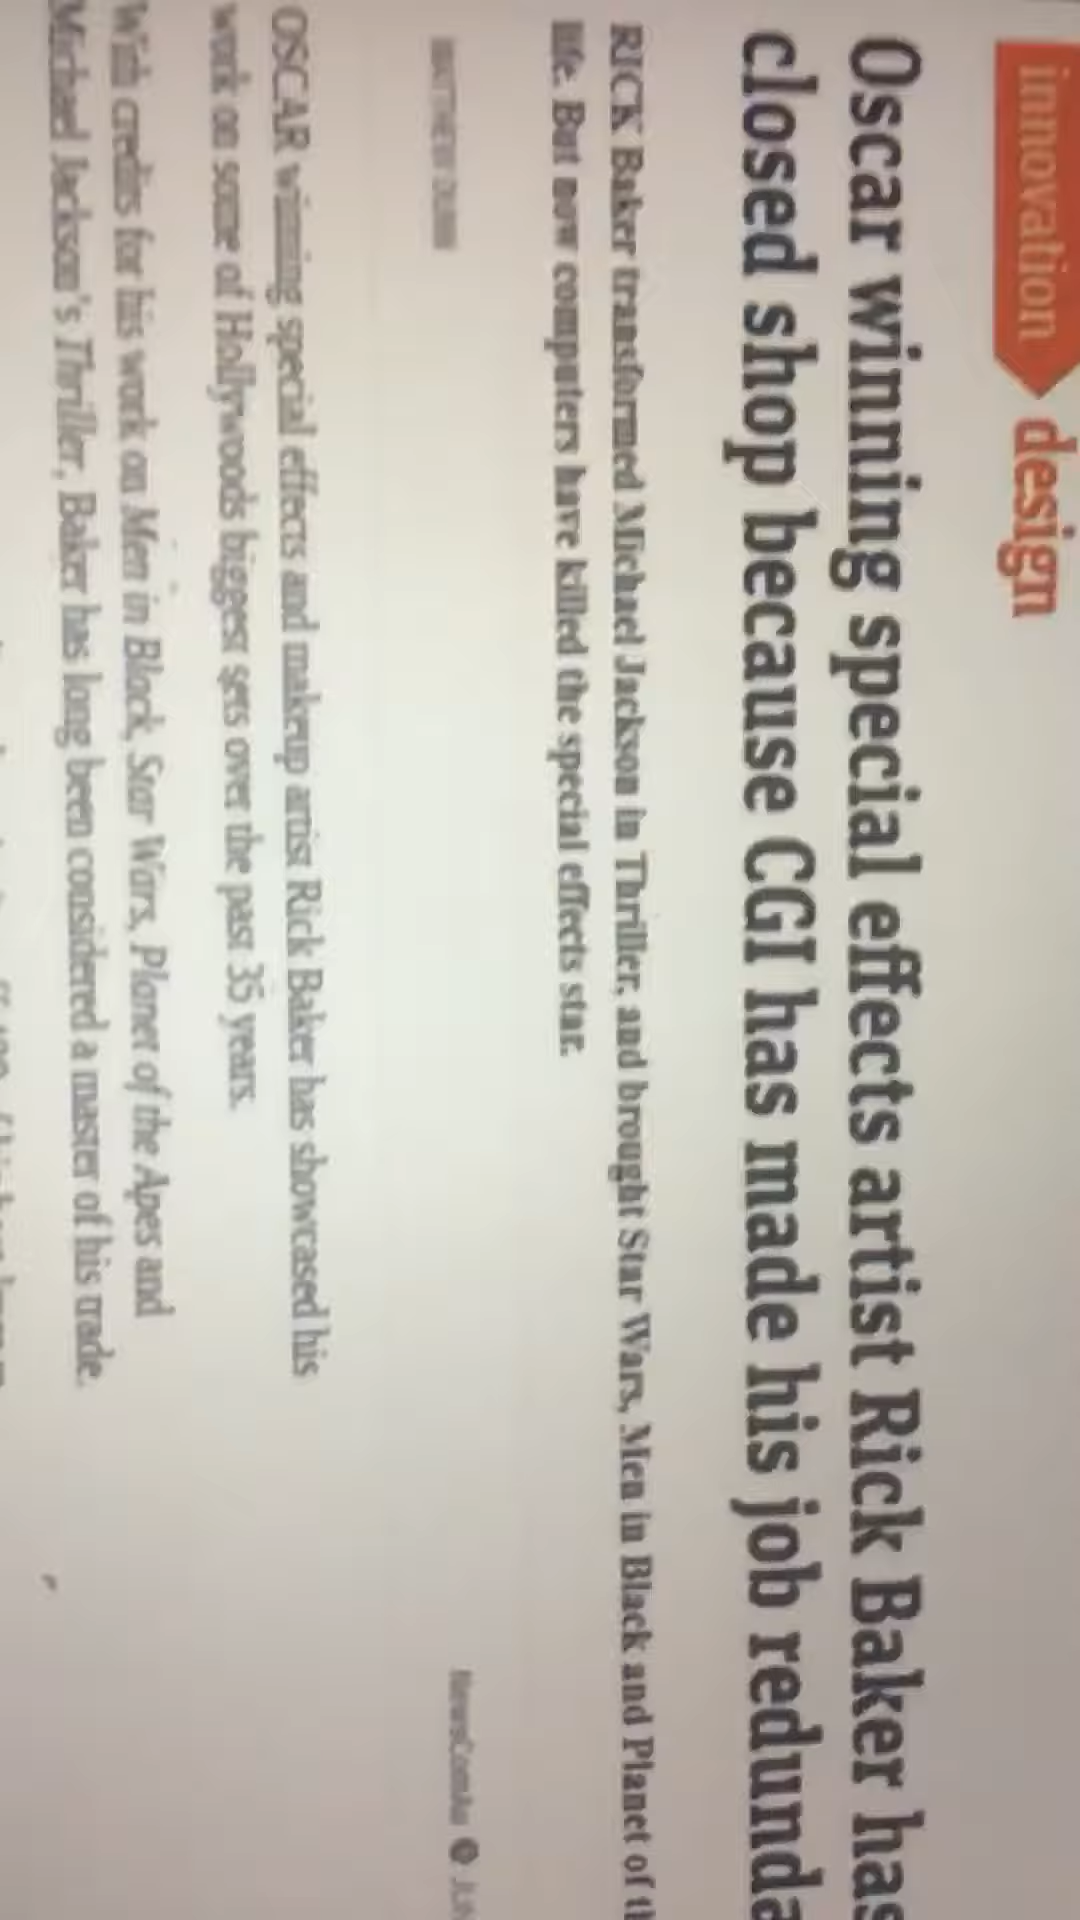 innovation design
Oscar winning special effects artist Rick Baker has
closed shop because CGI has made his job redunda
RICK Baker transformed Michael Jackson in Thriller, and brought Star Wars, Men in Black and Planet of th
life. But now computers have killed the special effects star.
MATTHEW DUNN
NewsComAu JUN
OSCAR winning special effects and makeup artist Rick Baker has showcased his
work on some of Hollywoods biggest sets over the past 35 years.
With credits for his work on Men in Black, Star Wars, Planet of the Apes and
Michael Jackson's Thriller, Baker has long been considered a master of his trade.